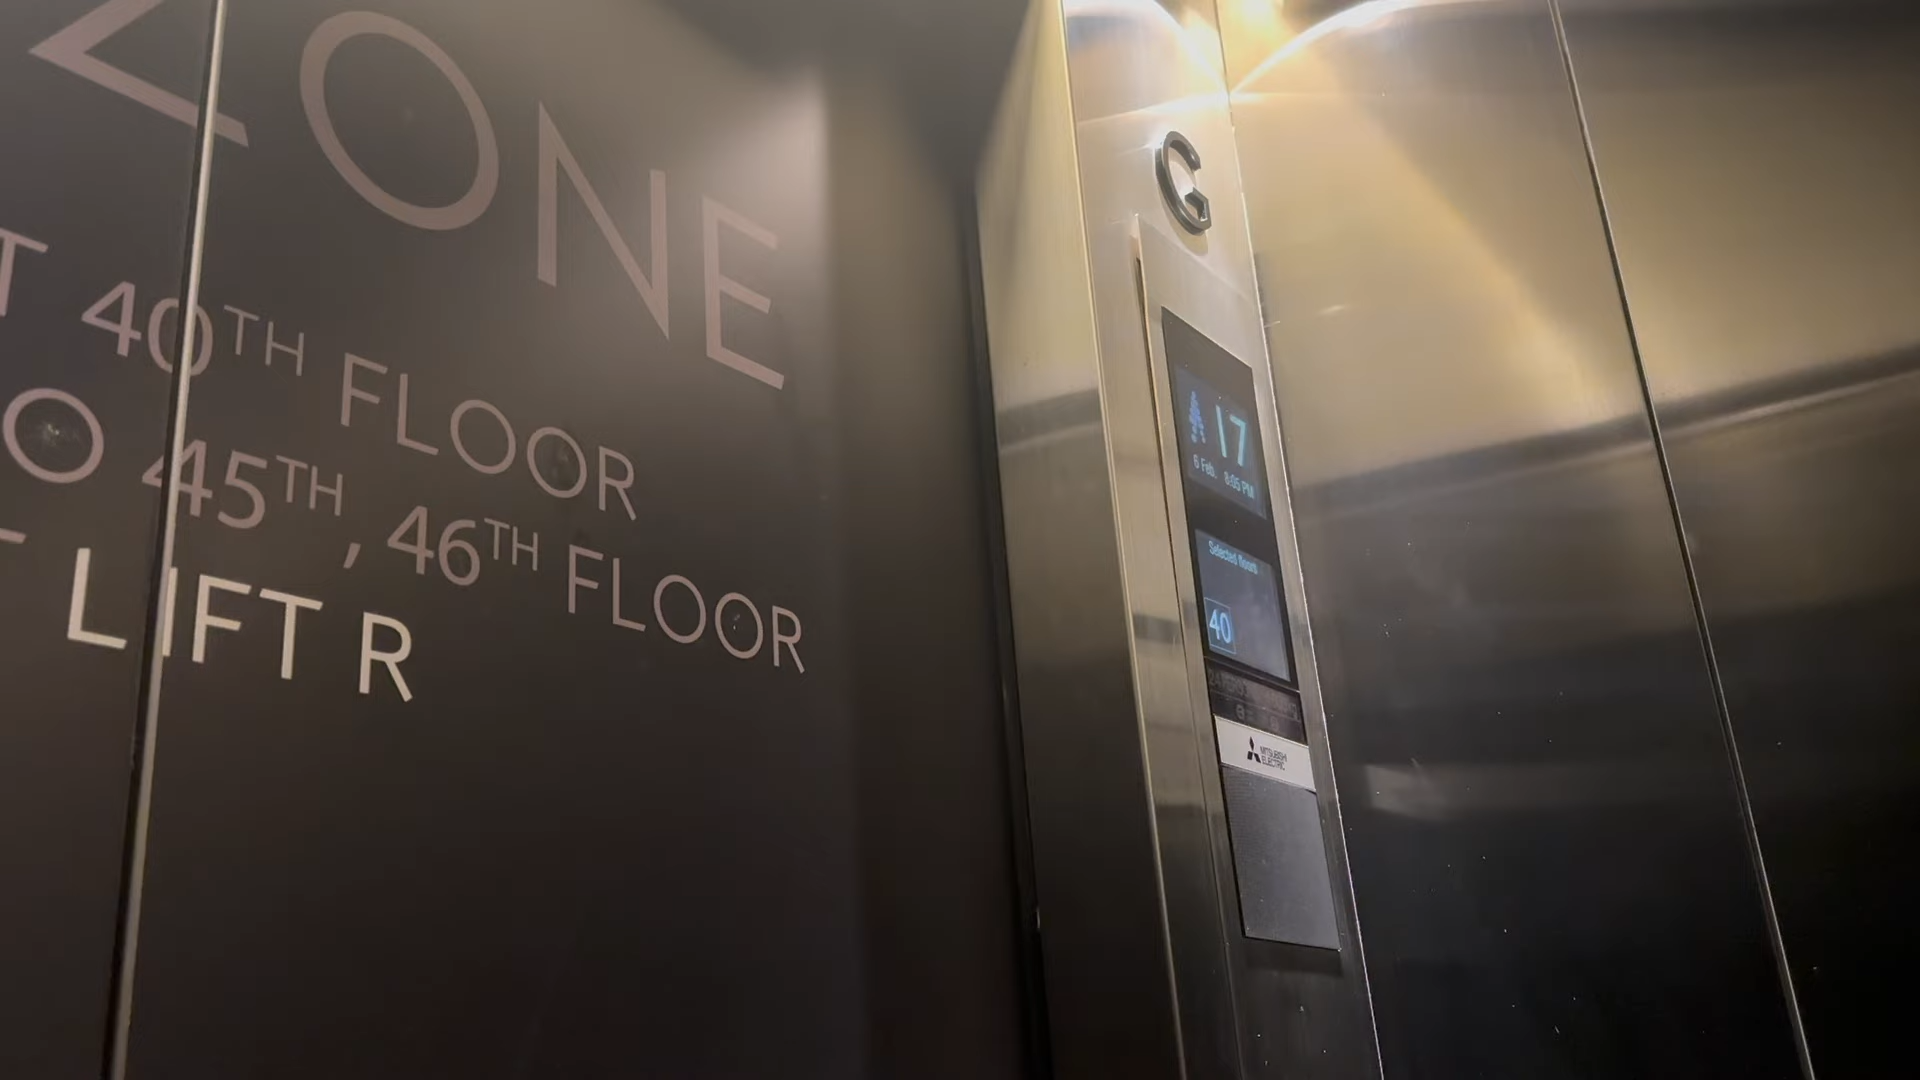 ZONE
T 40TH FLOOR
O 45TH, 46TH FLOOR
LIFT R
G
17
6 Feb. 8:05 PM
Selected floors
40
MITSUBISHI
ELECTRIC